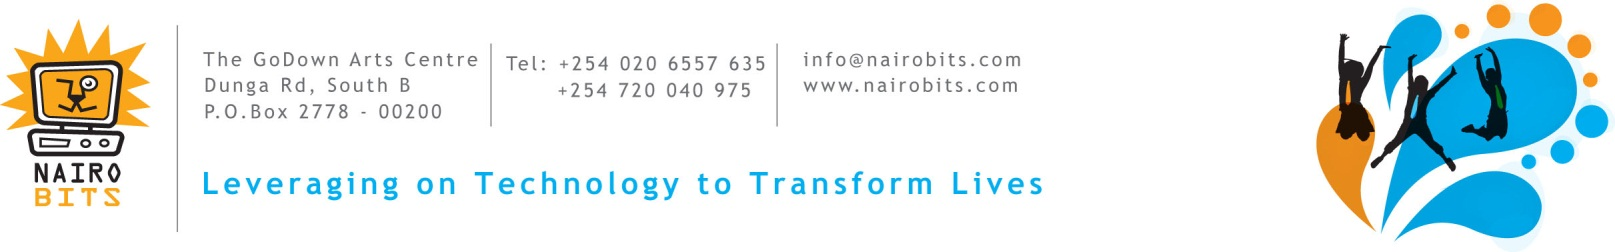 NAIRO
BITS
The GoDown Arts Centre
Dunga Rd, South B
P.O.Box 2778 - 00200
Tel: +254 020 6557 635
+254 720 040 975
info@nairobits.com
www.nairobits.com
Leveraging on Technology to Transform Lives